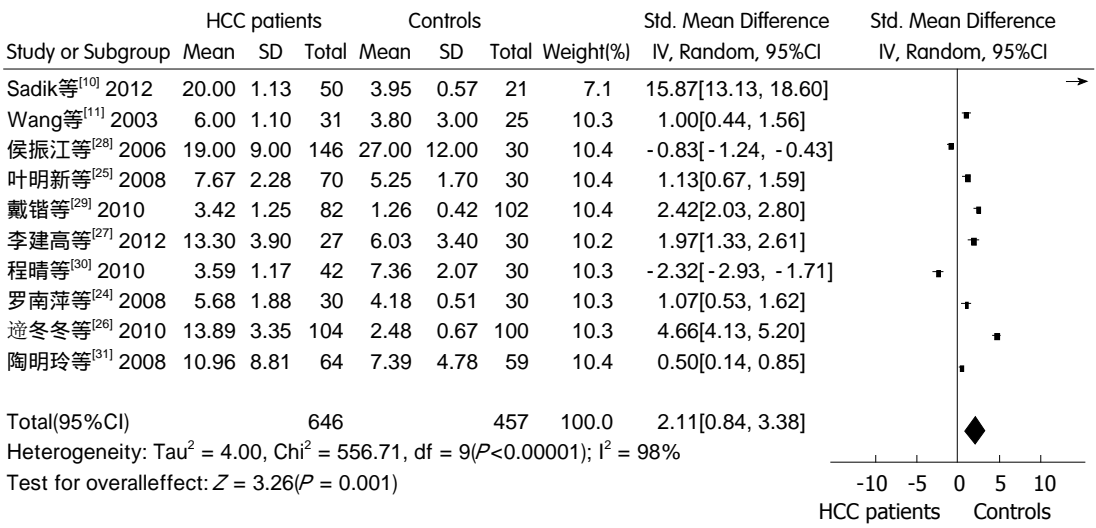 HCC patients Controls Std. Mean Difference Std. Mean Difference
Study or Subgroup Mean SD Total Mean SD Total Weight(%) IV, Random, 95%CI IV, Random, 95%CI
Sadik等[10] 2012 20.00 1.13 50 3.95 0.57 21 7.1 15.87[13.13, 18.60]
Wang等[11] 2003 6.00 1.10 31 3.80 3.00 25 10.3 1.00[0.44, 1.56]
侯振江等[28] 2006 19.00 9.00 146 27.00 12.00 30 10.4 -0.83[-1.24, -0.43]
叶明新等[25] 2008 7.67 2.28 70 5.25 1.70 30 10.4 1.13[0.67, 1.59]
戴锴等[29] 2010 3.42 1.25 82 1.26 0.42 102 10.4 2.42[2.03, 2.80]
李建高等[27] 2012 13.30 3.90 27 6.03 3.40 30 10.2 1.97[1.33, 2.61]
程晴等[30] 2010 3.59 1.17 42 7.36 2.07 30 10.3 -2.32[-2.93, -1.71]
罗南萍等[24] 2008 5.68 1.88 30 4.18 0.51 30 10.3 1.07[0.53, 1.62]
遆冬冬等[26] 2010 13.89 3.35 104 2.48 0.67 100 10.3 4.66[4.13, 5.20]
陶明玲等[31] 2008 10.96 8.81 64 7.39 4.78 59 10.4 0.50[0.14, 0.85]
Total(95%CI) 646 457 100.0 2.11[0.84, 3.38]
Heterogeneity: Tau² = 4.00, Chi² = 556.71, df = 9(P<0.00001); I² = 98%
Test for overalleffect: Z = 3.26(P = 0.001)
-10 -5 0 5 10
HCC patients Controls